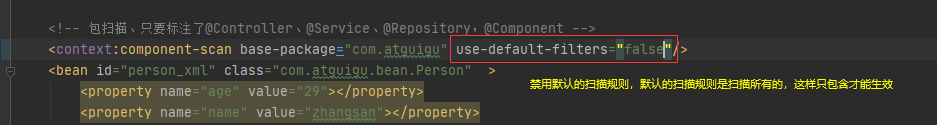 <!-- 包扫描、只要标注了@Controller、@Service、@Repository，@Component -->
<context:component-scan base-package="com.atguigu" use-default-filters="false"/>
<bean id="person_xml" class="com.atguigu.bean.Person"  >
<property name="age" value="29"></property>
禁用默认的扫描规则，默认的扫描规则是扫描所有的，这样只包含才能生效
<property name="name" value="zhangsan"></property>